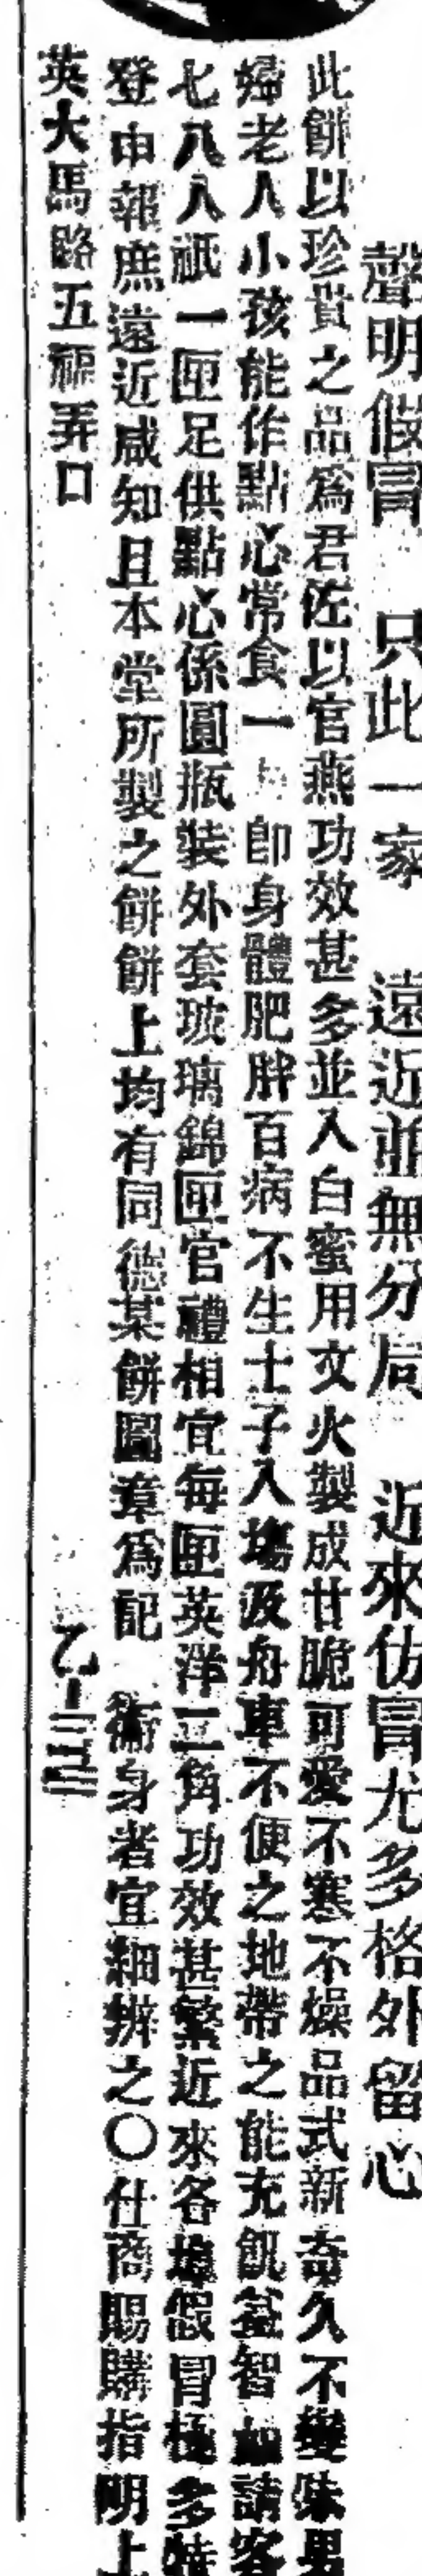 聲明假冒 只此一家 遠近並無分局 近來仿冒尤多格外留心
此餅以珍貴之品爲君佐以官燕功效甚多並入白蜜用文火製成甘脆可愛不寒不燥品式新奇久不變味男
婦老人小孩能作點心常食一 即身體肥胖百病不生士子入塲及舟車不便之地帶之能充飢益智如請客
七八人祇一匣足供點心係圓瓶裝外套玻璃錦匣官禮相宜每匣英洋二角功效甚繁近來各埠假冒極多特
登申報庶遠近咸知且本堂所製之餅餅上均有同德某餅圖章爲記 衛身者宜細辨之〇仕商賜購指明上
英大馬路五福弄口 乙